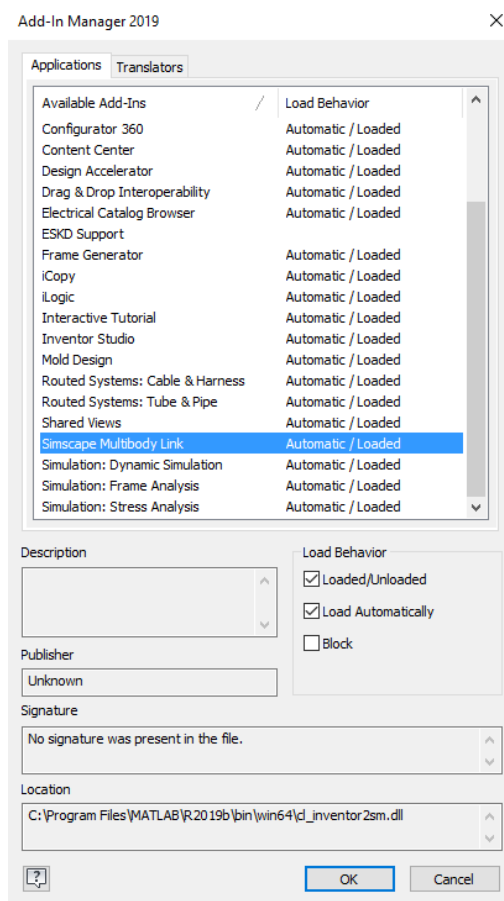 Add-In Manager 2019
Applications
Translators
Available Add-Ins / Load Behavior
Configurator 360 Automatic / Loaded
Content Center Automatic / Loaded
Design Accelerator Automatic / Loaded
Drag & Drop Interoperability Automatic / Loaded
Electrical Catalog Browser Automatic / Loaded
ESKD Support
Frame Generator Automatic / Loaded
iCopy Automatic / Loaded
iLogic Automatic / Loaded
Interactive Tutorial Automatic / Loaded
Inventor Studio Automatic / Loaded
Mold Design Automatic / Loaded
Routed Systems: Cable & Harness Automatic / Loaded
Routed Systems: Tube & Pipe Automatic / Loaded
Shared Views Automatic / Loaded
Simscape Multibody Link Automatic / Loaded
Simulation: Dynamic Simulation Automatic / Loaded
Simulation: Frame Analysis Automatic / Loaded
Simulation: Stress Analysis Automatic / Loaded
Description
Load Behavior
Loaded/Unloaded
Load Automatically
Block
Publisher
Unknown
Signature
No signature was present in the file.
Location
C:\Program Files\MATLAB\R2019b\bin\win64\cl_inventor2sm.dll
?
OK
Cancel